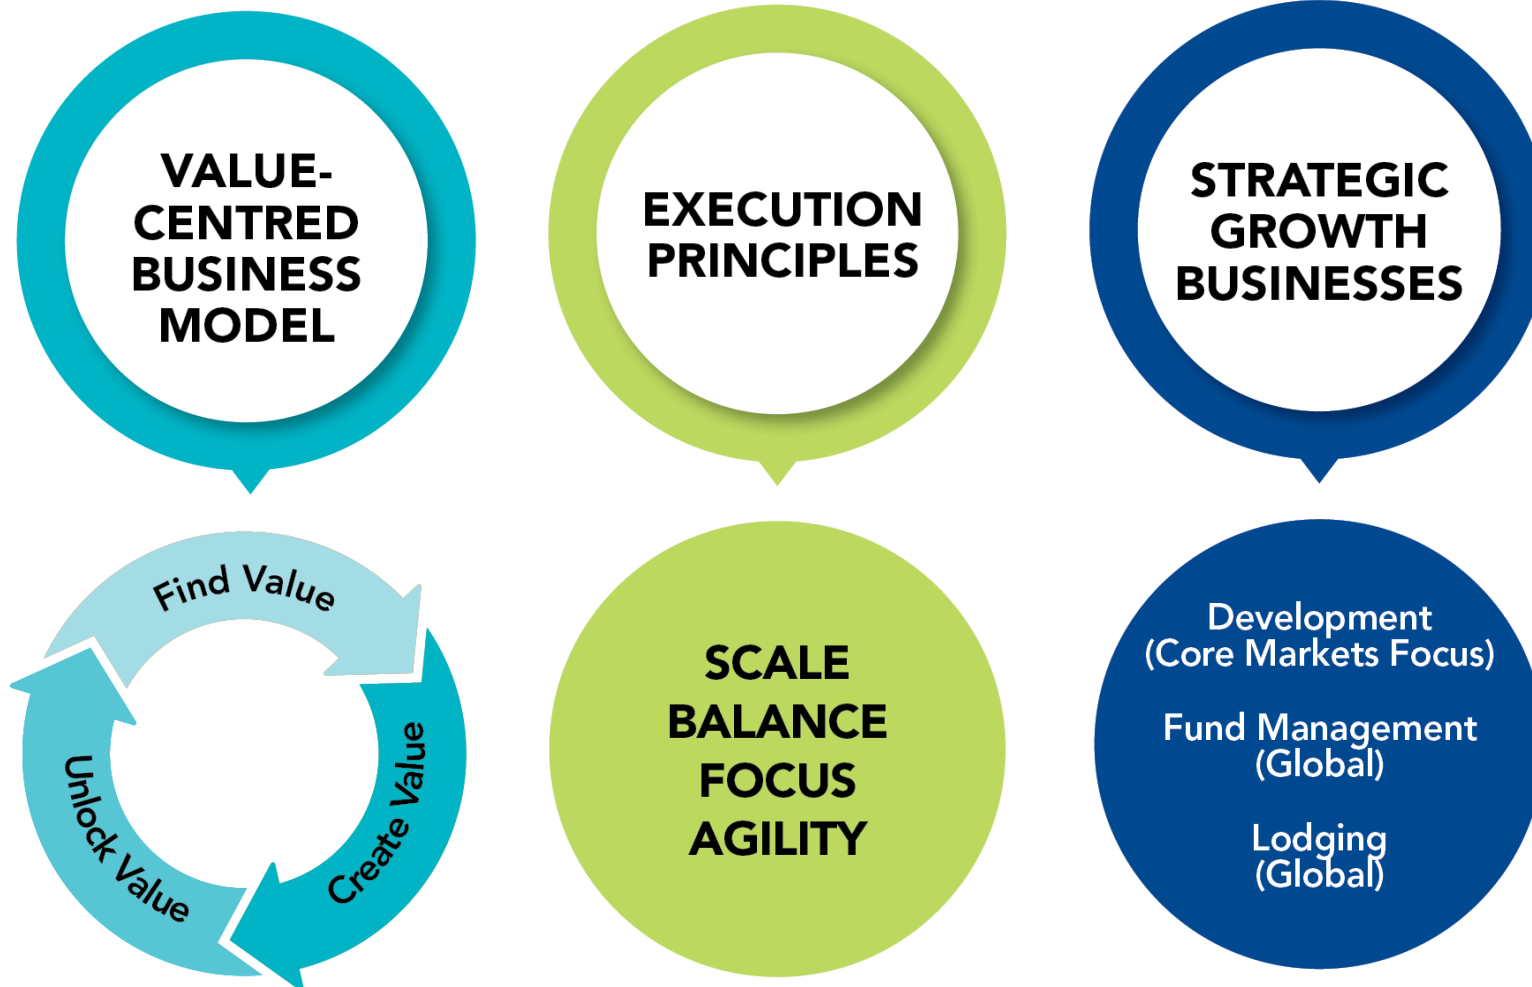 VALUE-
CENTRED
BUSINESS
MODEL
EXECUTION
PRINCIPLES
STRATEGIC
GROWTH
BUSINESSES
Find Value
Create Value
Unlock Value
SCALE
BALANCE
FOCUS
AGILITY
Development
(Core Markets Focus)
Fund Management
(Global)
Lodging
(Global)